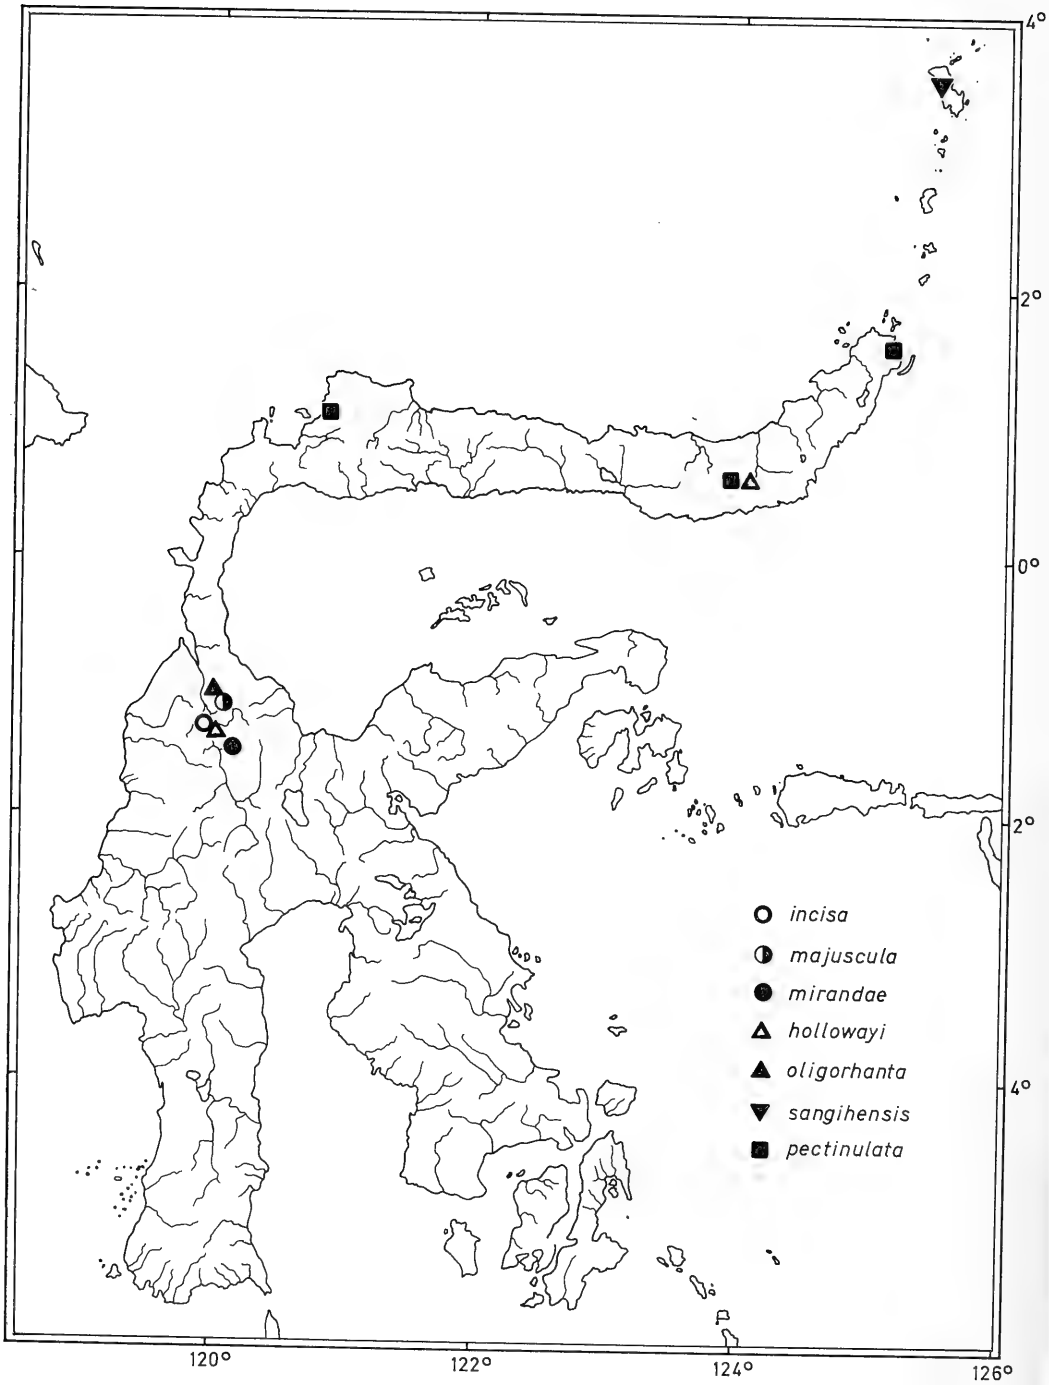 4°
2°
0°
2°
incisa
majuscula
mirandae
hollowayi
oligorhanta
sangihensis
pectinulata
4°
120°
122°
124°
126°